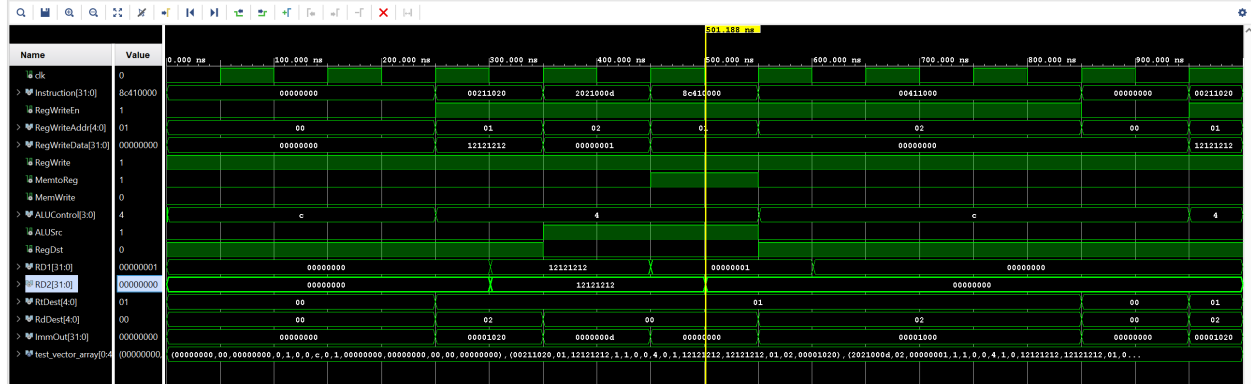 501.188 ns
Name Value
0.000 ns 100.000 ns 200.000 ns 300.000 ns 400.000 ns 500.000 ns 600.000 ns 700.000 ns 800.000 ns 900.000 ns
clk 0
Instruction[31:0] 8c410000 00000000 00211020 2021000d 8c410000 00411000 00000000 00211020
RegWriteEn 1
RegWriteAddr[4:0] 01 00 01 02 01 02 00 01
RegWriteData[31:0] 00000000 00000000 12121212 00000001 00000000 12121212
RegWrite 1
MemtoReg 1
MemWrite 0
ALUControl[3:0] 4 c 4 c 4
ALUSrc 1
RegDst 0
RD1[31:0] 00000001 00000000 12121212 00000001 00000000
RD2[31:0] 00000000 00000000 12121212 00000000
RtDest[4:0] 01 00 01 00 01
RdDest[4:0] 00 00 02 00 02 00 02
ImmOut[31:0] 00000000 00000000 00001020 0000000d 00000000 00001000 00000000 00001020
test_vector_array[0:4 (00000000, (00000000,00,00000000,0,1,0,0,c,0,1,00000000,00000000,00,00,00000000),(00211020,01,12121212,1,1,0,0,4,0,1,12121212,12121212,01,02,00001020),(2021000d,02,00000001,1,1,0,0,4,1,0,12121212,12121212,01,0...